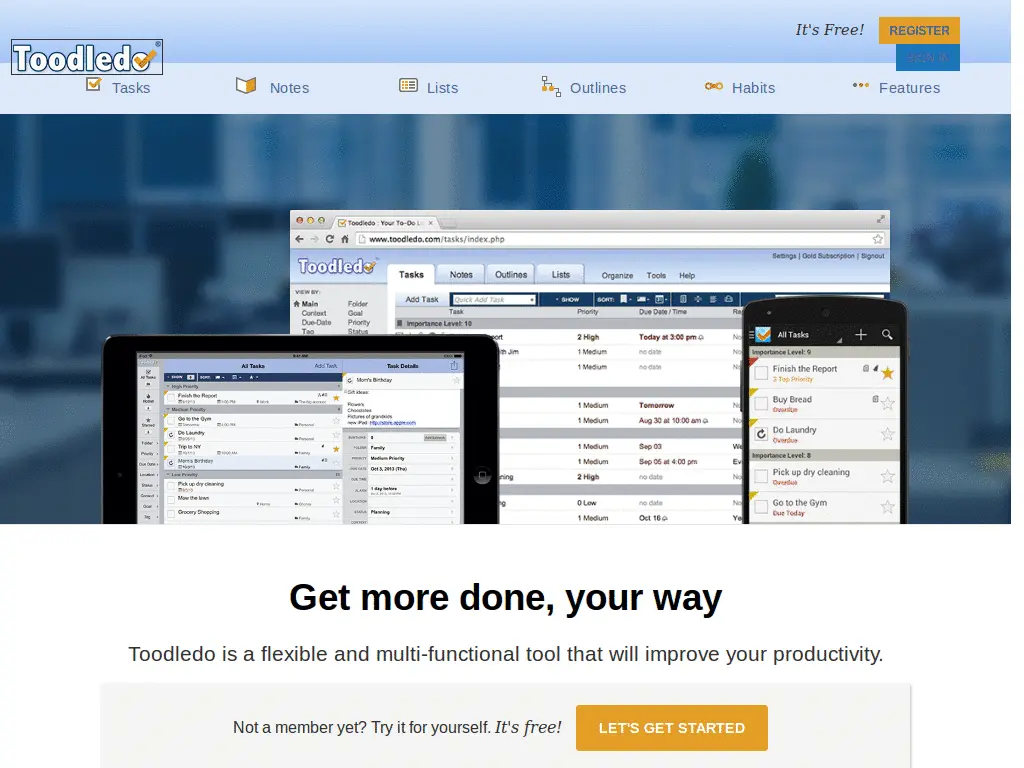 It's Free!
REGISTER
SIGN IN
Toodledo®
Tasks
Notes
Lists
Outlines
Habits
Features
Toodledo : Your To-Do L
www.toodledo.com/tasks/index.php
Settings | Gold Subscription | Signout
Toodledo
Tasks
Notes
Outlines
Lists
Organize
Tools
Help
VIEW BY:
Main
Folder
Context
Goal
Due-Date
Priority
Tag
Status
Add Task
Quick Add Task
SHOW
SORT:
Task
Priority
Due Date / Time
Importance Level: 10
2 High
Today at 3:00 pm
1 Medium
no date
1 Medium
no date
1 Medium
Tomorrow
1 Medium
Aug 30 at 10:00 am
1 Medium
Sep 03
1 Medium
Sep 05 at 4:00 pm
2 High
no date
0 Low
no date
1 Medium
Oct 16
All Tasks
Add Task
Task Details
High Priority
Finish the Report
Medium Priority
Go to the Gym
Do Laundry
Trip to NY
Mom's Birthday
Low Priority
Pick up dry cleaning
Mow the lawn
Grocery Shopping
Mom's Birthday
Gift ideas:
Flowers
Chocolates
Pictures of grandkids
new iPad: http://store.apple.com
Family
Medium Priority
Oct 3, 2013 (Thu)
1 day before
Planning
All Tasks
Importance Level: 9
Finish the Report
2 Top Priority
Buy Bread
Overdue
Do Laundry
Overdue
Importance Level: 8
Pick up dry cleaning
Overdue
Go to the Gym
Due Today
Get more done, your way
Toodledo is a flexible and multi-functional tool that will improve your productivity.
Not a member yet? Try it for yourself. It's free!
LET'S GET STARTED